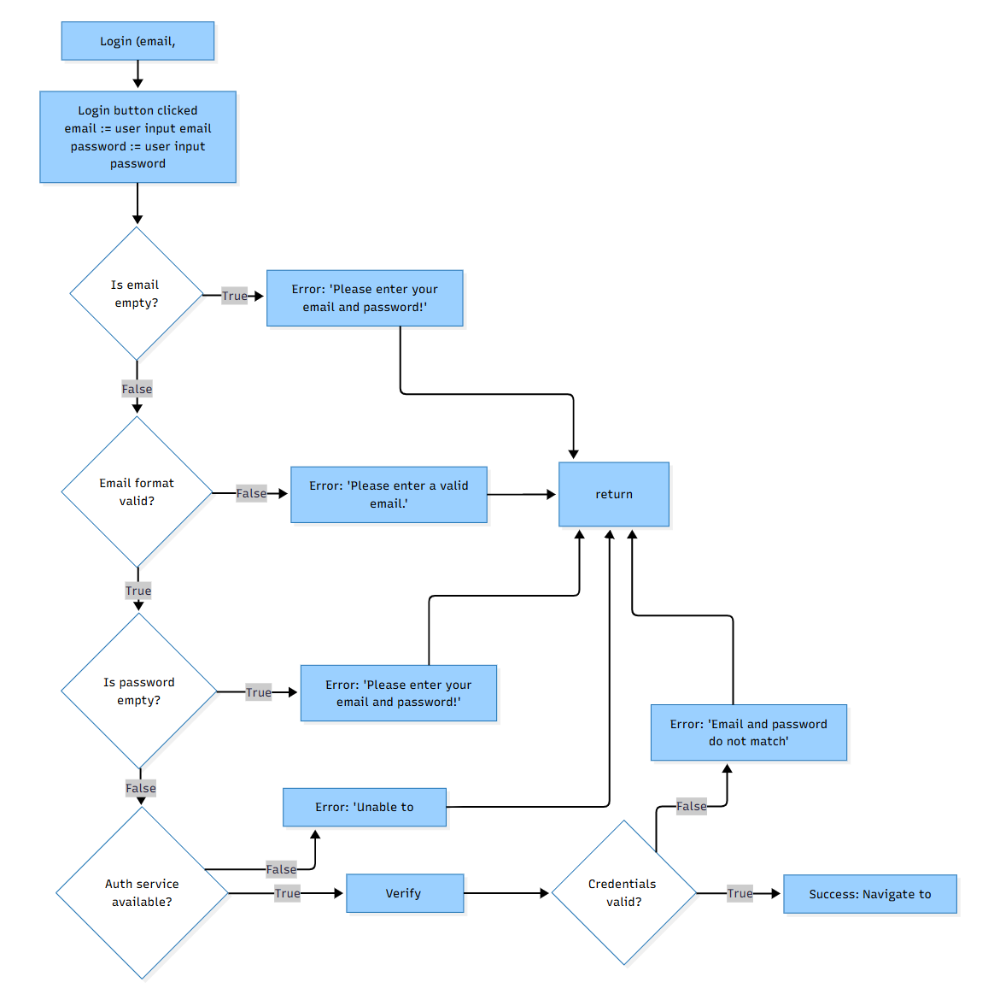 Login (email,
Login button clicked
email := user input email
password := user input
password
Is email
empty?
True
Error: 'Please enter your
email and password!'
False
Email format
valid?
False
Error: 'Please enter a valid
email.'
return
True
Is password
empty?
True
Error: 'Please enter your
email and password!'
Error: 'Email and password
do not match'
False
Error: 'Unable to
False
False
Auth service
available?
True
Verify
Credentials
valid?
True
Success: Navigate to